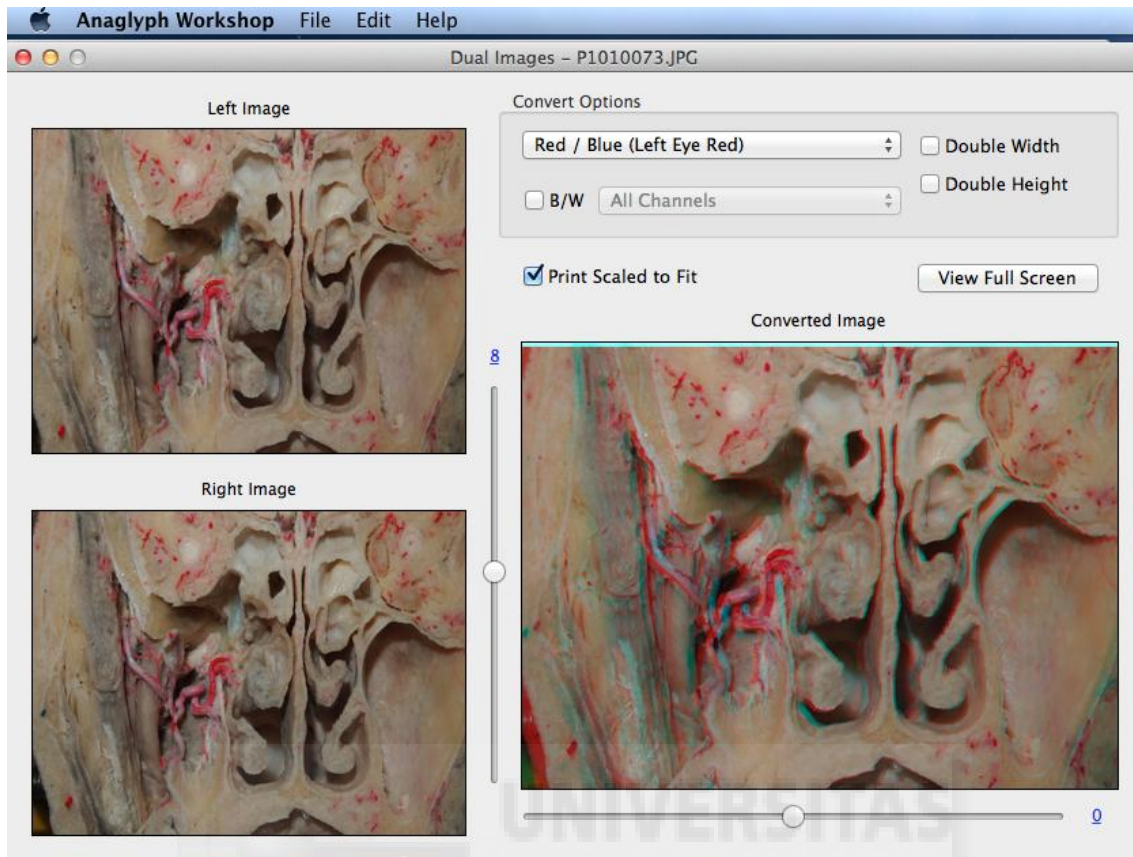 Anaglyph Workshop File Edit Help
Dual Images – P1010073.JPG
Left Image
Convert Options
Red / Blue (Left Eye Red)
Double Width
B/W All Channels
Double Height
Print Scaled to Fit
View Full Screen
Converted Image
8
Right Image
0
UNIVERSITAS